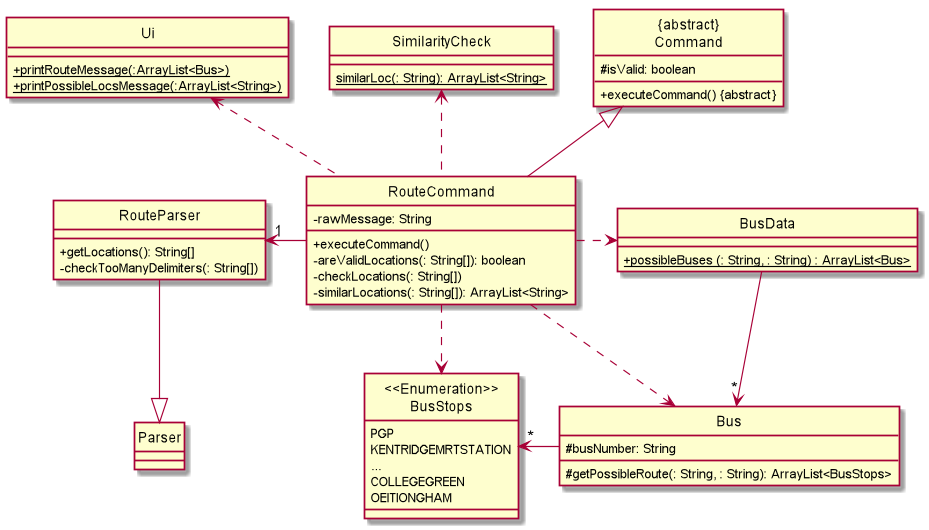 Ui
+printRouteMessage(:ArrayList<Bus>)
+printPossibleLocsMessage(:ArrayList<String>)
SimilarityCheck
similarLoc(: String): ArrayList<String>
{abstract}
Command
#isValid: boolean
+executeCommand() {abstract}
RouteParser
+getLocations(): String[]
-checkTooManyDelimiters(: String[])
1
RouteCommand
-rawMessage: String
+executeCommand()
-areValidLocations(: String[]): boolean
-checkLocations(: String[])
-similarLocations(: String[]): ArrayList<String>
BusData
+possibleBuses (: String, : String) : ArrayList<Bus>
*
Parser
<<Enumeration>>
BusStops
PGP
KENTRIDGEMRTSTATION
...
COLLEGEGREEN
OEITIONGHAM
*
Bus
#busNumber: String
#getPossibleRoute(: String, : String): ArrayList<BusStops>